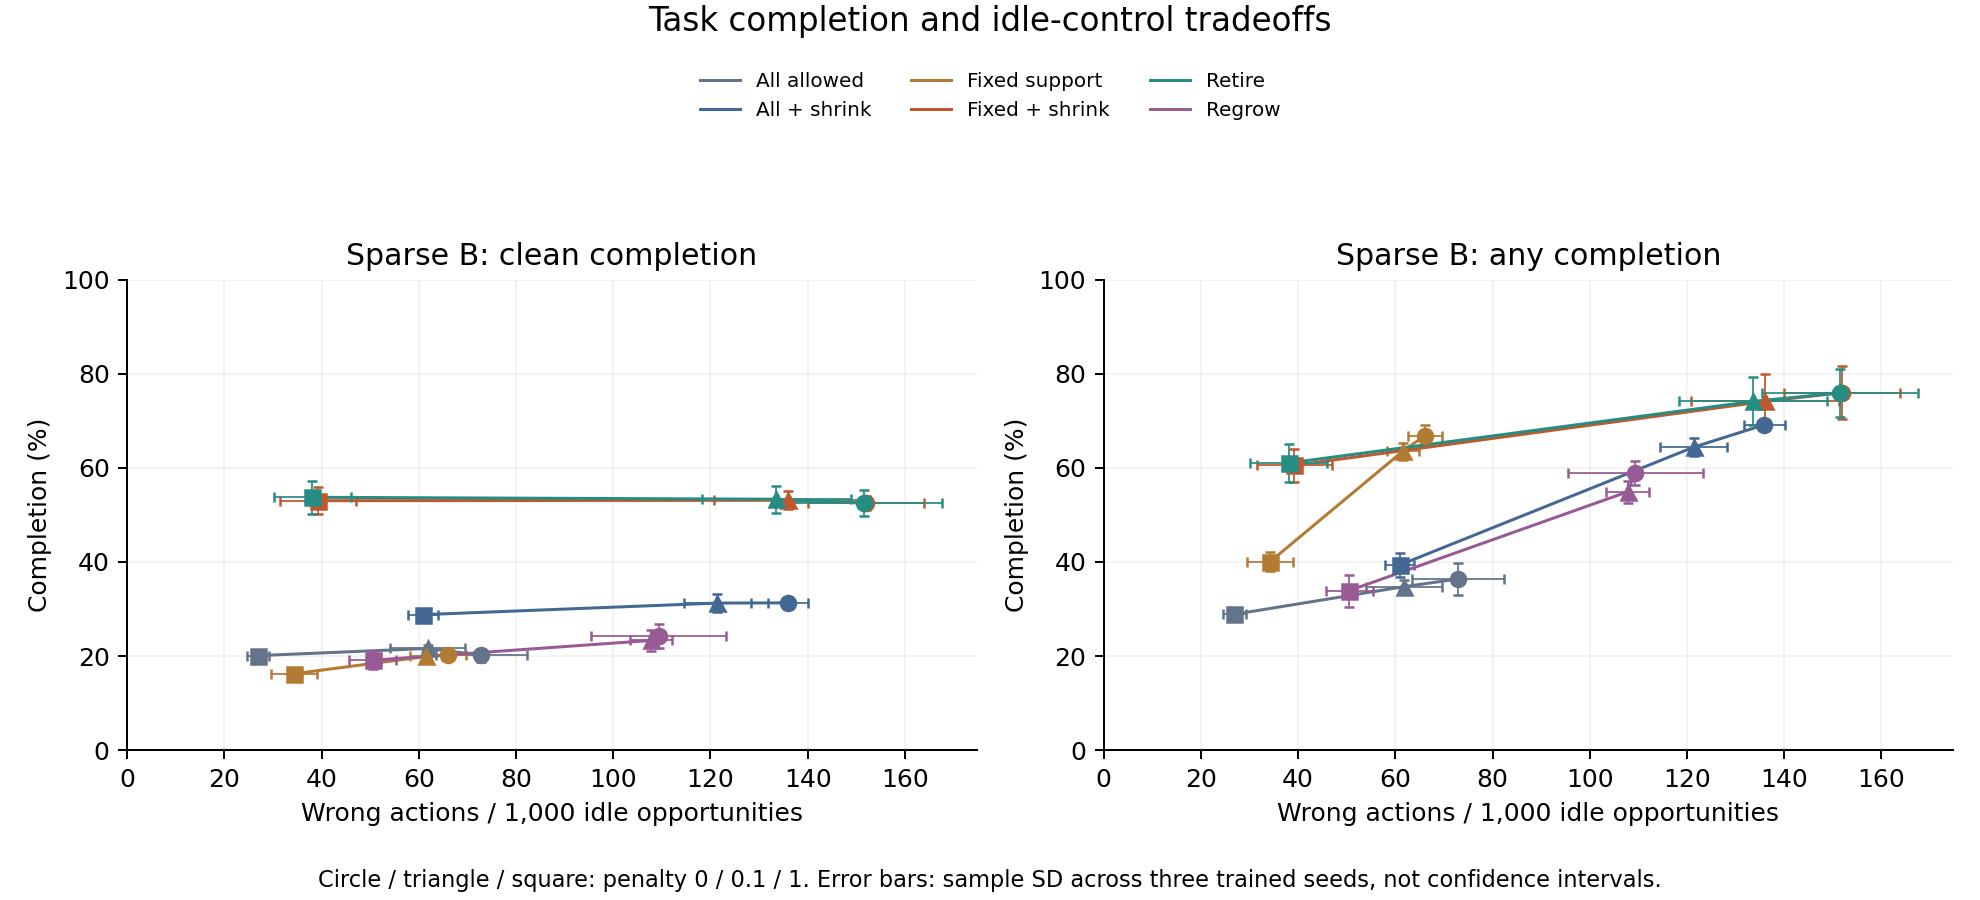 Task completion and idle-control tradeoffs
All allowed
Fixed support
Retire
All + shrink
Fixed + shrink
Regrow
Sparse B: clean completion
Completion (%)
100
80
60
40
20
0
0 20 40 60 80 100 120 140 160
Wrong actions / 1,000 idle opportunities
Sparse B: any completion
Completion (%)
100
80
60
40
20
0
0 20 40 60 80 100 120 140 160
Wrong actions / 1,000 idle opportunities
Circle / triangle / square: penalty 0 / 0.1 / 1. Error bars: sample SD across three trained seeds, not confidence intervals.